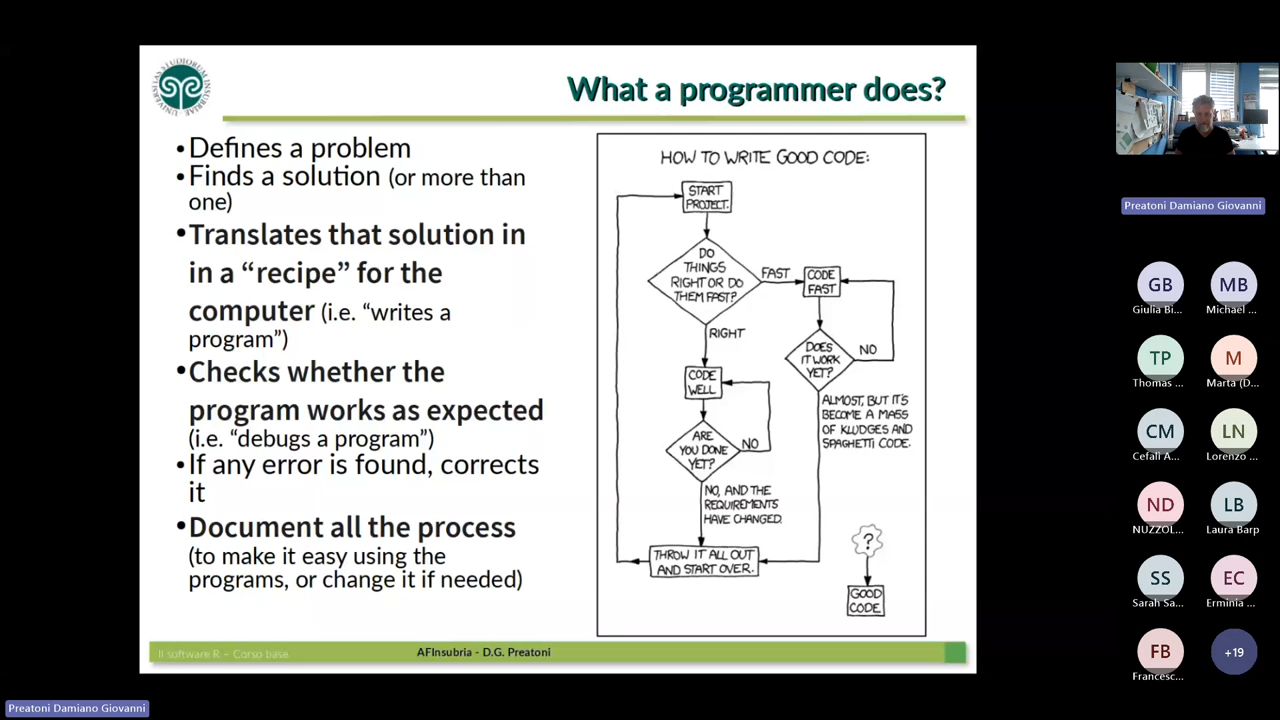 What a programmer does?
•Defines a problem
•Finds a solution (or more than
one)
•Translates that solution in
in a “recipe” for the
computer (i.e. “writes a
program”)
•Checks whether the
program works as expected
(i.e. “debugs a program”)
•If any error is found, corrects
it
•Document all the process
(to make it easy using the
programs, or change it if needed)
HOW TO WRITE GOOD CODE:
START
PROJECT.
DO
THINGS
RIGHT OR DO
THEM FAST?
FAST
CODE
FAST
RIGHT
DOES
IT WORK
YET?
NO
CODE
WELL
ALMOST, BUT IT'S
BECOME A MASS
OF KLUDGES AND
SPAGHETTI CODE.
ARE
YOU DONE
YET?
NO
NO, AND THE
REQUIREMENTS
HAVE CHANGED.
THROW IT ALL OUT
AND START OVER.
?
GOOD
CODE
Il software R – Corso base.
AFInsubria - D.G. Preatoni
Preatoni Damiano Giovanni
GB
Giulia Bi...
MB
Michael ...
TP
Thomas ...
M
Marta (D...
CM
Cefalì A...
LN
Lorenzo ...
ND
NUZZOL...
LB
Laura Barp
SS
Sarah Sa...
EC
Erminia ...
FB
Francesc...
+19
Preatoni Damiano Giovanni